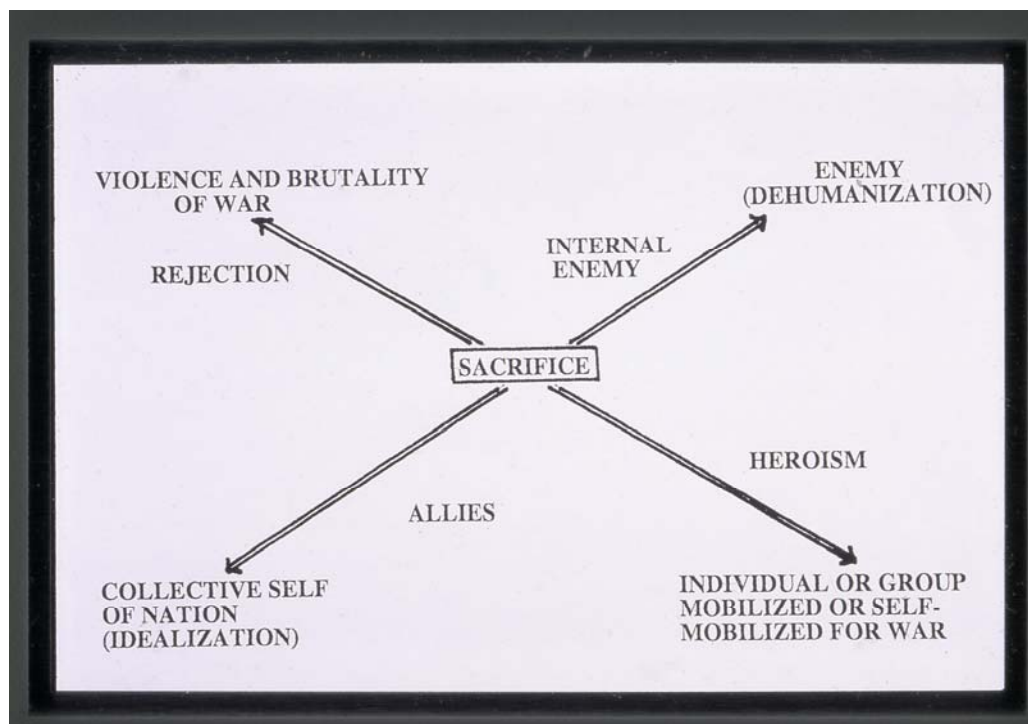 VIOLENCE AND BRUTALITY
OF WAR
REJECTION
ENEMY
(DEHUMANIZATION)
INTERNAL
ENEMY
SACRIFICE
ALLIES
HEROISM
COLLECTIVE SELF
OF NATION
(IDEALIZATION)
INDIVIDUAL OR GROUP
MOBILIZED OR SELF-
MOBILIZED FOR WAR